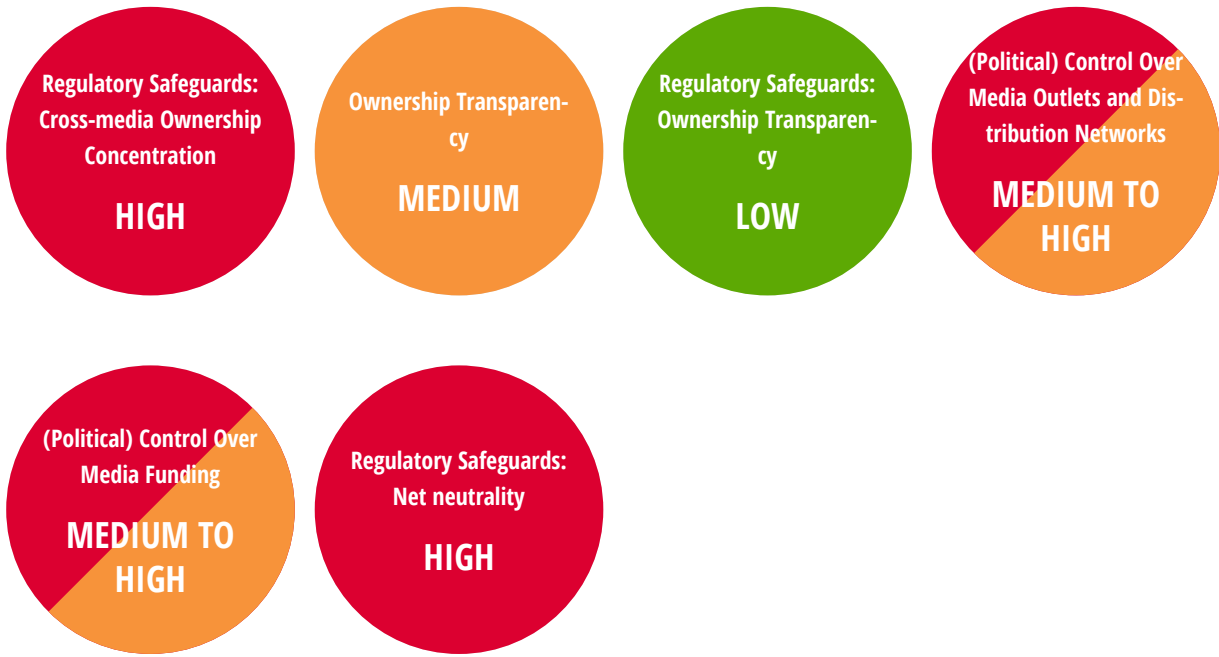 Regulatory Safeguards:
Cross-media Ownership
Concentration
HIGH
Ownership Transparen-
cy
MEDIUM
Regulatory Safeguards:
Ownership Transparen-
cy
LOW
(Political) Control Over
Media Outlets and Dis-
tribution Networks
MEDIUM TO
HIGH
(Political) Control Over
Media Funding
MEDIUM TO
HIGH
Regulatory Safeguards:
Net neutrality
HIGH